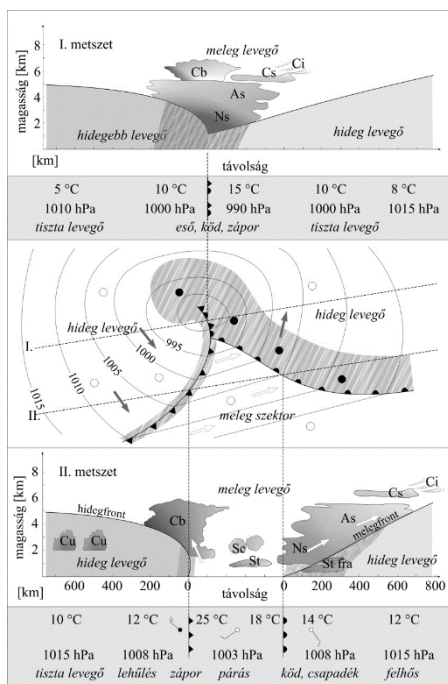 I. metszet
meleg levegő
magasság [km]
8
6
4
2
Cb
Cs
Ci
As
Ns
hidegebb levegő
hideg levegő
[km]
távolság
5 °C 10 °C 15 °C 10 °C 8 °C
1010 hPa 1000 hPa 990 hPa 1000 hPa 1015 hPa
tiszta levegő eső, köd, zápor tiszta levegő
hideg levegő
hideg levegő
I.
995
1000
1005
1010
1015
II.
meleg szektor
II. metszet
meleg levegő
magasság [km]
8
6
4
2
hidegfront
Cb
Cu
Cu
Sc
St
Cs
Ci
As
Ns
melegfront
St fra
hideg levegő
hideg levegő
600 400 200 0 0 200 400 600 800
[km]
távolság
10 °C 12 °C 25 °C 18 °C 14 °C 12 °C
1015 hPa 1008 hPa 1003 hPa 1008 hPa 1015 hPa
tiszta levegő lehűlés zápor párás köd, csapadék felhős